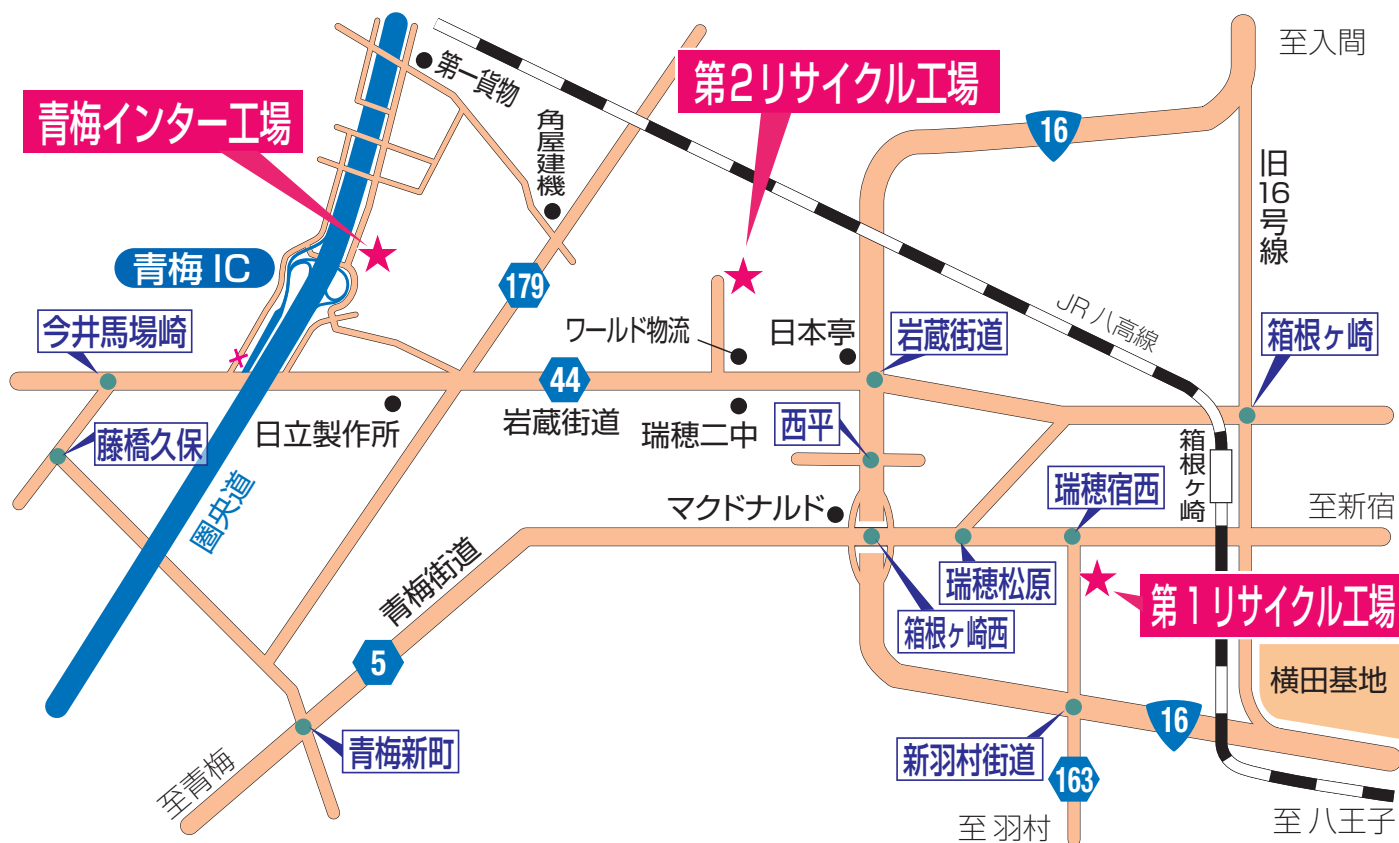 至入間
第一貨物
第2リサイクル工場
青梅インター工場
角屋建機
16
旧16号線
青梅 IC
179
JR 八高線
今井馬場崎
ワールド物流
日本亭
岩蔵街道
箱根ヶ崎
44
岩蔵街道
日立製作所
瑞穂二中
西平
藤橋久保
箱根ヶ崎
瑞穂宿西
圏央道
マクドナルド
至新宿
青梅街道
瑞穂松原
第1リサイクル工場
箱根ヶ崎西
5
横田基地
16
青梅新町
新羽村街道
163
至青梅
至 羽村
至 八王子